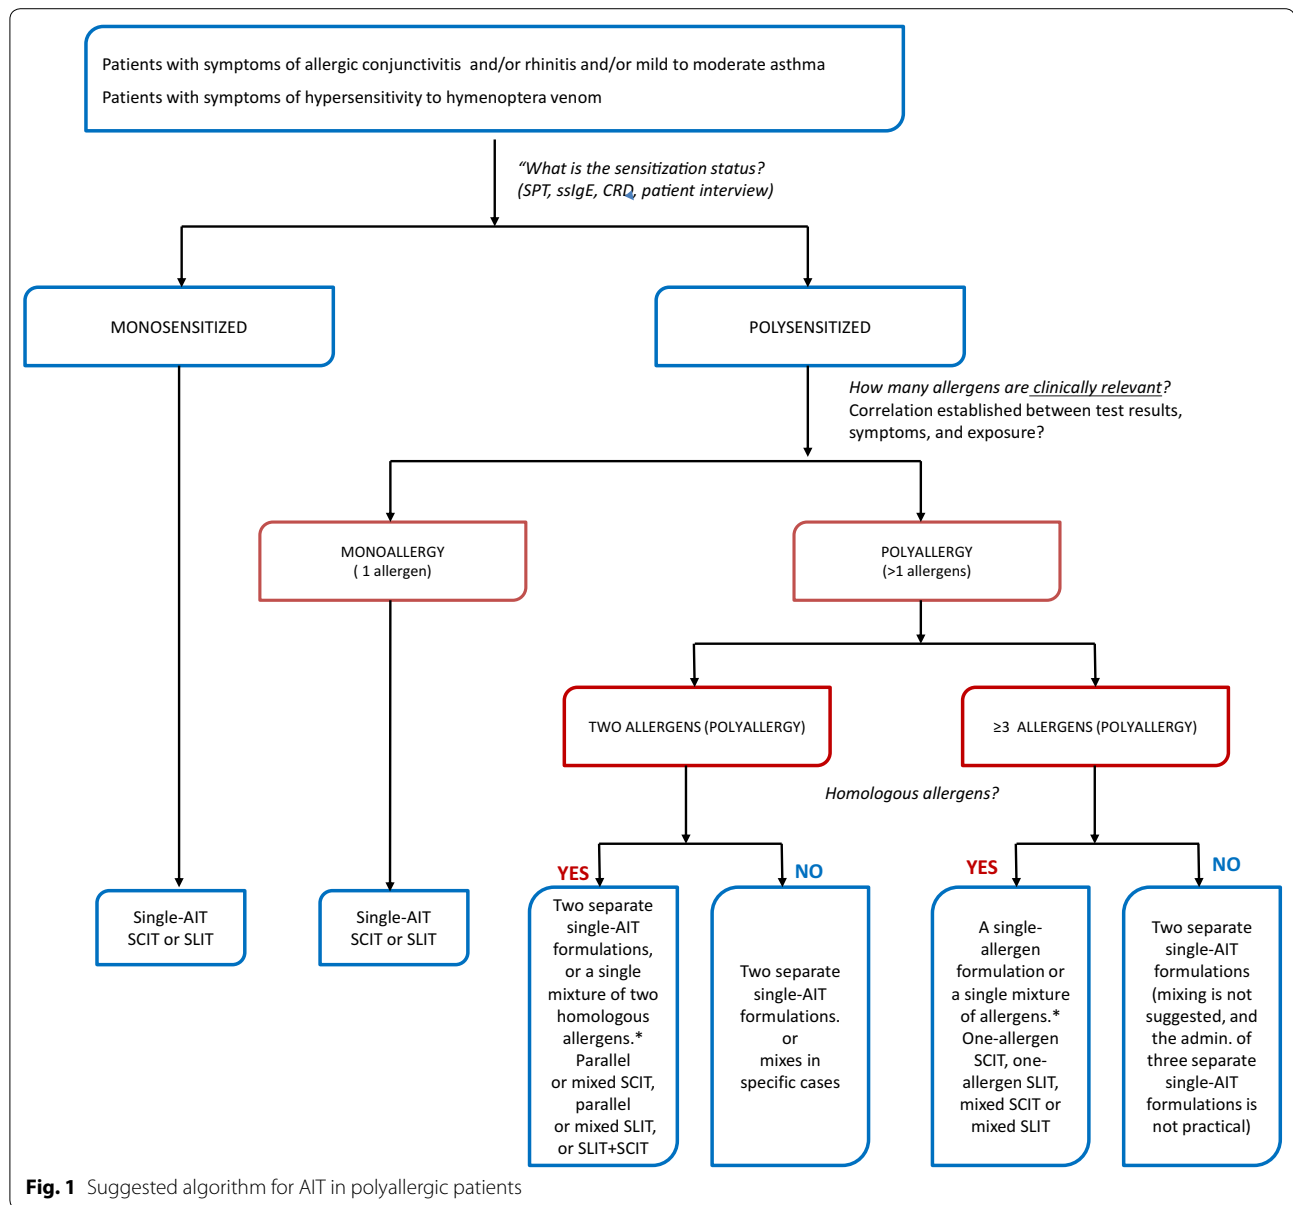 Patients with symptoms of allergic conjunctivitis and/or rhinitis and/or mild to moderate asthma
Patients with symptoms of hypersensitivity to hymenoptera venom
“What is the sensitization status?
(SPT, ssIgE, CRD, patient interview)
MONOSENSITIZED
POLYSENSITIZED
How many allergens are clinically relevant?
Correlation established between test results,
symptoms, and exposure?
MONOALLERGY
( 1 allergen)
POLYALLERGY
(>1 allergens)
TWO ALLERGENS (POLYALLERGY)
≥3 ALLERGENS (POLYALLERGY)
Homologous allergens?
YES
NO
YES
NO
Single-AIT
SCIT or SLIT
Single-AIT
SCIT or SLIT
Two separate
single-AIT
formulations,
or a single
mixture of two
homologous
allergens.*
Parallel
or mixed SCIT,
parallel
or mixed SLIT,
or SLIT+SCIT
Two separate
single-AIT
formulations.
or
mixes in
specific cases
A single-
allergen
formulation or
a single mixture
of allergens.*
One-allergen
SCIT, one-
allergen SLIT,
mixed SCIT or
mixed SLIT
Two separate
single-AIT
formulations
(mixing is not
suggested, and
the admin. of
three separate
single-AIT
formulations is
not practical)
Fig. 1 Suggested algorithm for AIT in polyallergic patients